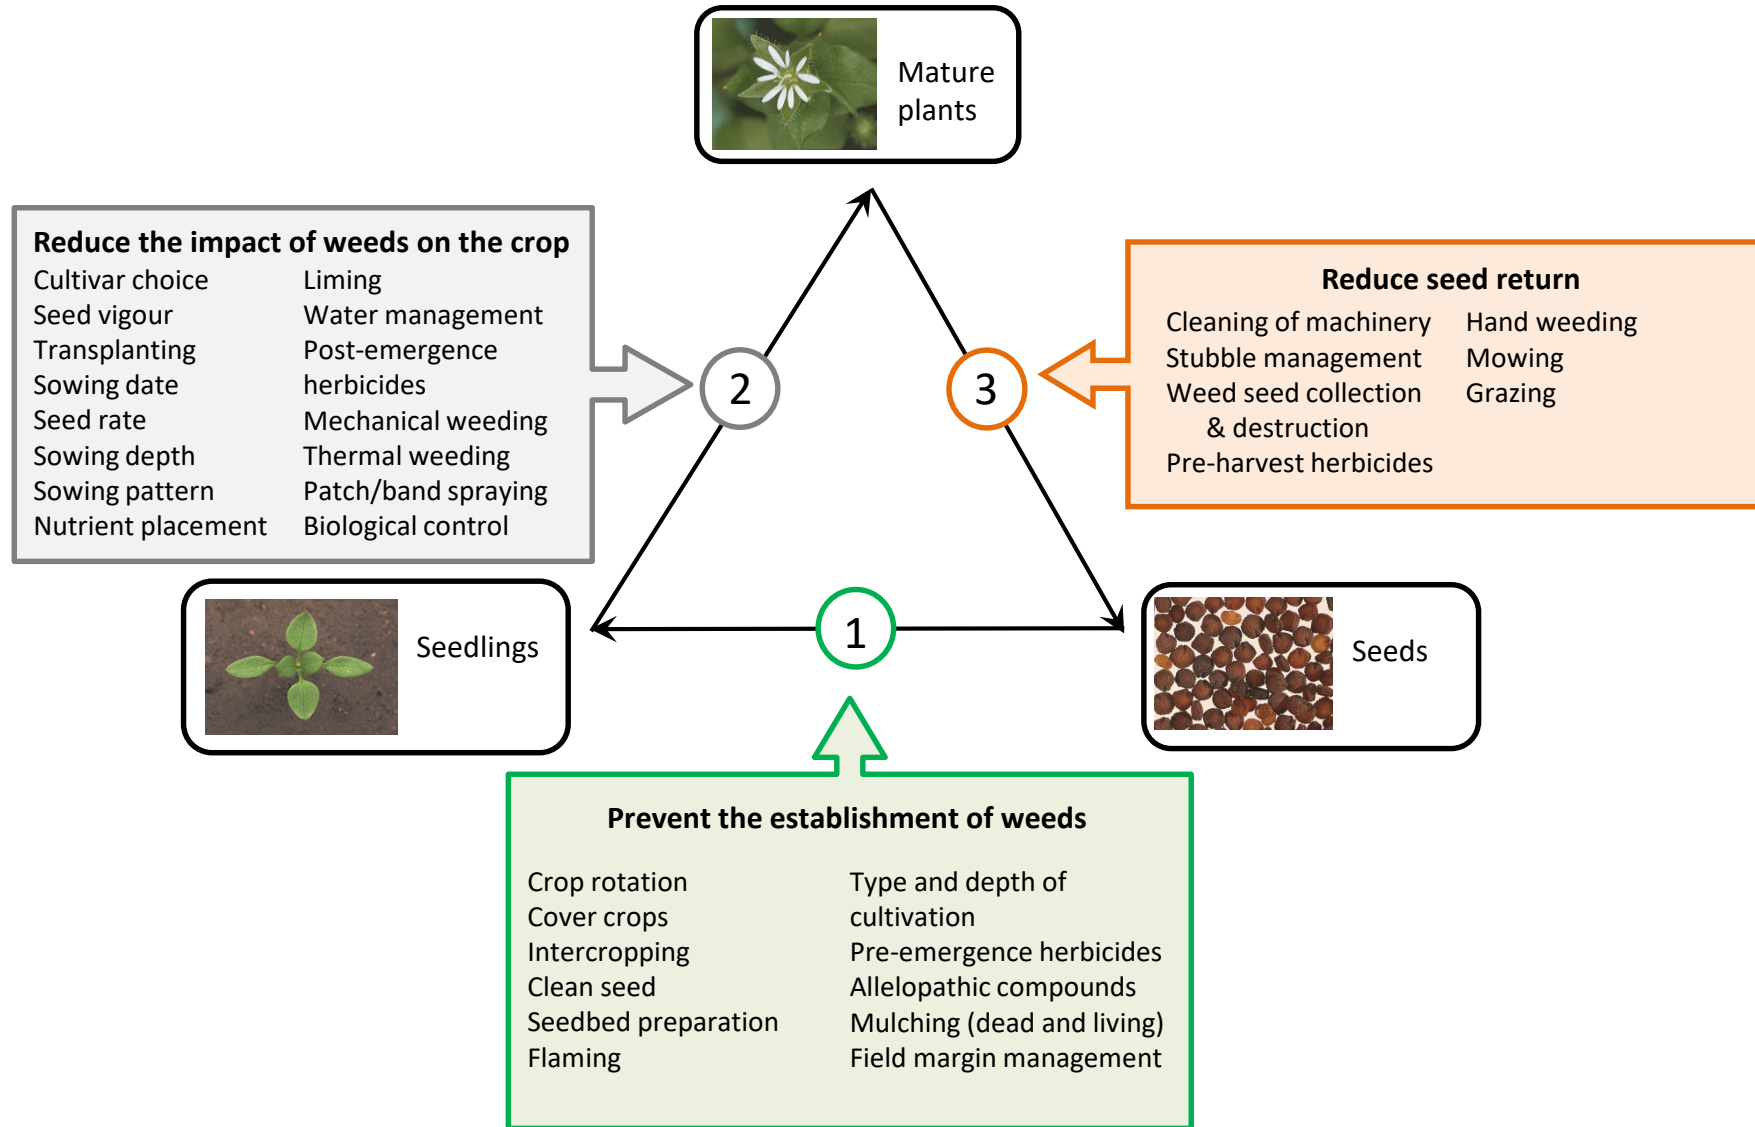 Mature
plants
Reduce the impact of weeds on the crop
Cultivar choice
Seed vigour
Transplanting
Sowing date
Seed rate
Sowing depth
Sowing pattern
Nutrient placement
Liming
Water management
Post-emergence
herbicides
Mechanical weeding
Thermal weeding
Patch/band spraying
Biological control
2
3
Reduce seed return
Cleaning of machinery
Stubble management
Weed seed collection
& destruction
Pre-harvest herbicides
Hand weeding
Mowing
Grazing
Seedlings
1
Seeds
Prevent the establishment of weeds
Crop rotation
Cover crops
Intercropping
Clean seed
Seedbed preparation
Flaming
Type and depth of
cultivation
Pre-emergence herbicides
Allelopathic compounds
Mulching (dead and living)
Field margin management